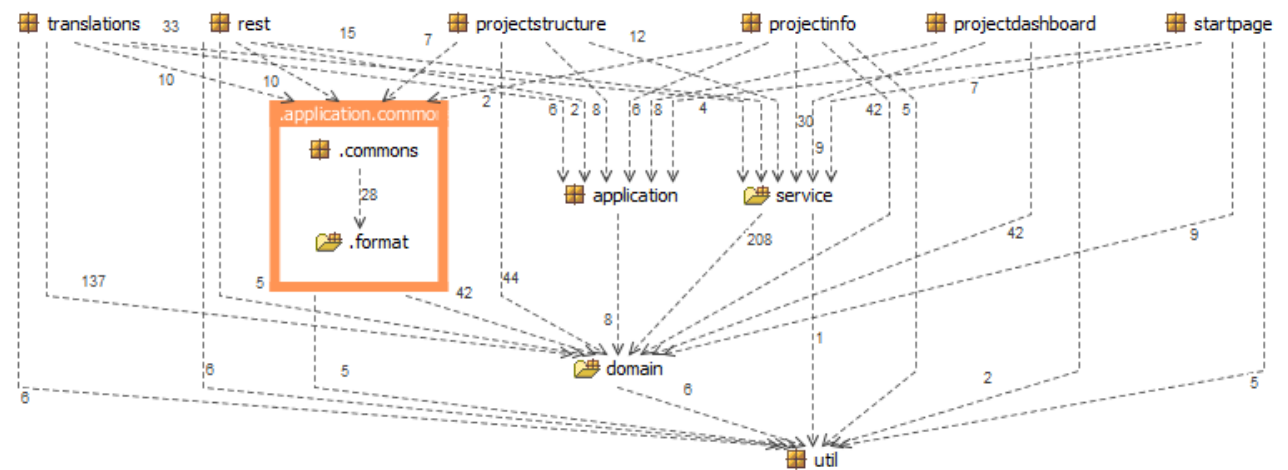 translations
33
rest
15
projectstructure
12
projectinfo
projectdashboard
startpage
7
10
10
2
6
2
8
6
8
4
30
42
5
7
9
.application.commo
.commons
28
.format
application
service
208
42
9
137
5
42
44
8
1
domain
6
5
6
6
2
5
util